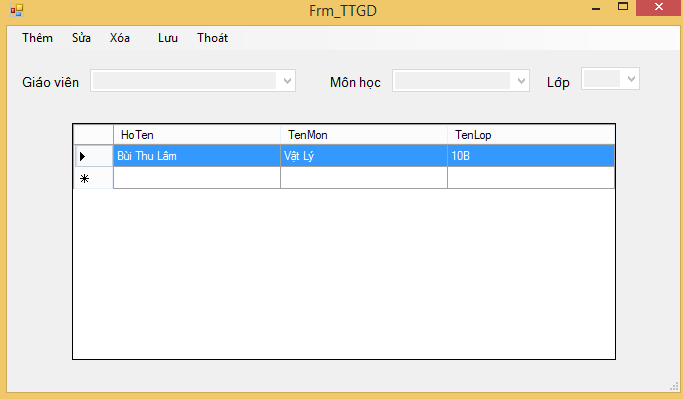 Frm_TTGD
Thêm Sửa Xóa Lưu Thoát
Giáo viên Môn học Lớp
HoTen TenMon TenLop
Bùi Thu Lắm Vật Lý 10B